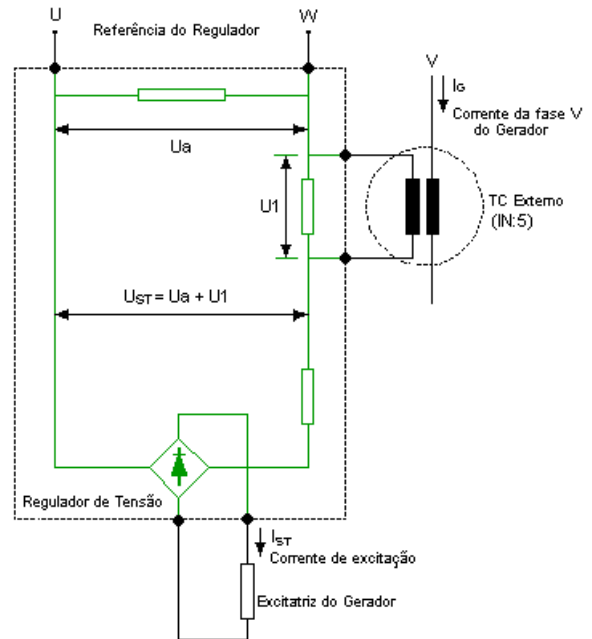 U
W
Referência do Regulador
V
IG
Corrente da fase V
do Gerador
Ua
U1
TC Externo
(IN:5)
UST = Ua + U1
Regulador de Tensão
IST
Corrente de excitação
Excitatriz do Gerador